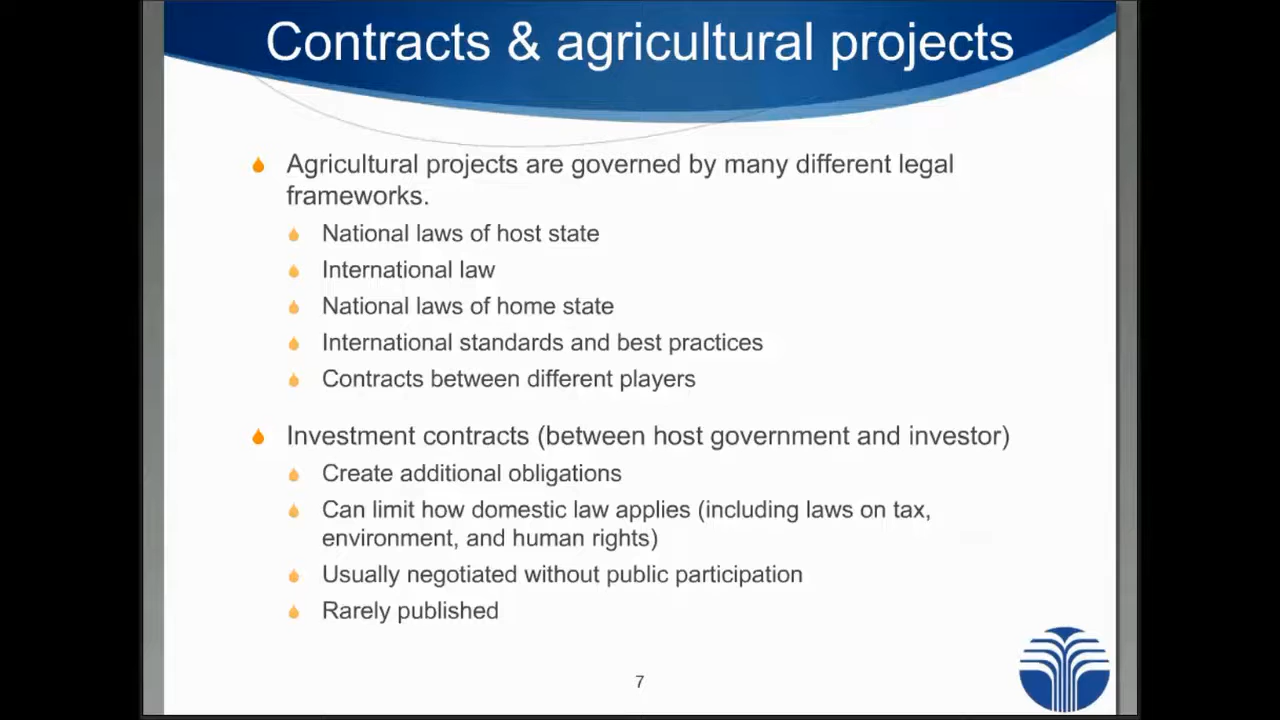 Contracts & agricultural projects
Agricultural projects are governed by many different legal
frameworks.
National laws of host state
International law
National laws of home state
International standards and best practices
Contracts between different players
Investment contracts (between host government and investor)
Create additional obligations
Can limit how domestic law applies (including laws on tax,
environment, and human rights)
Usually negotiated without public participation
Rarely published
7